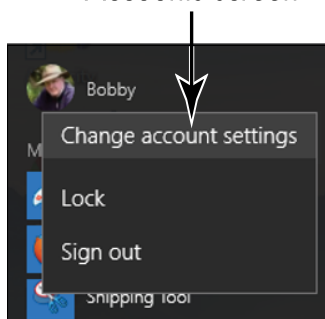 Bobby
Change account settings
M
Lock
Sign out
Snipping Tool